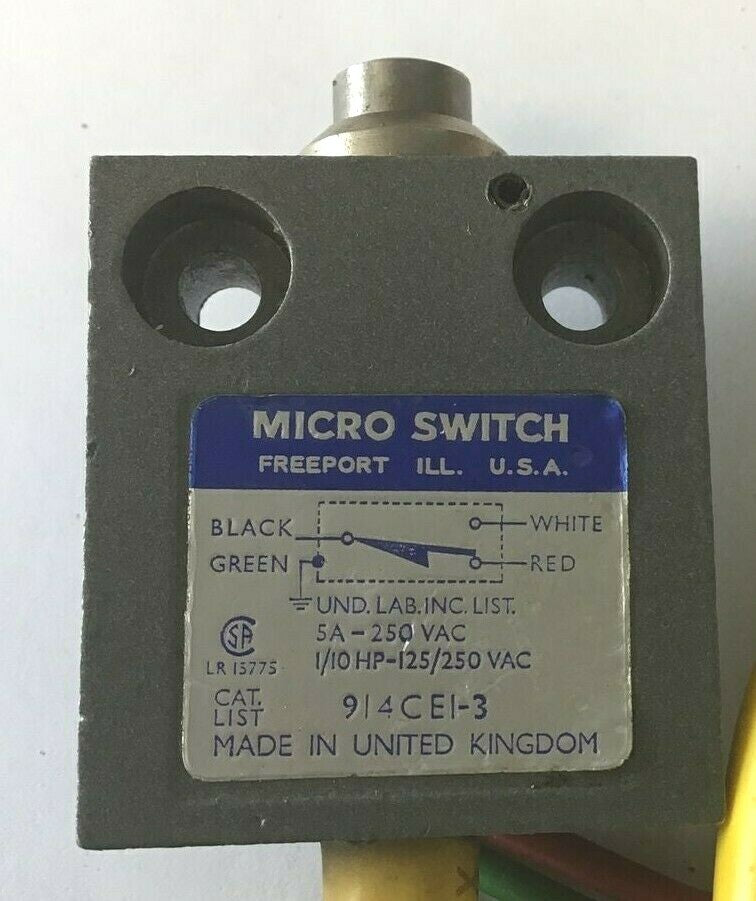 MICRO SWITCH
FREEPORT ILL. U.S.A.
BLACK WHITE
GREEN RED
UND. LAB. INC. LIST.
5A-250 VAC
SA
LR 15775
1/10 HP-125/250 VAC
CAT.
LIST
914CE1-3
MADE IN UNITED KINGDOM
X